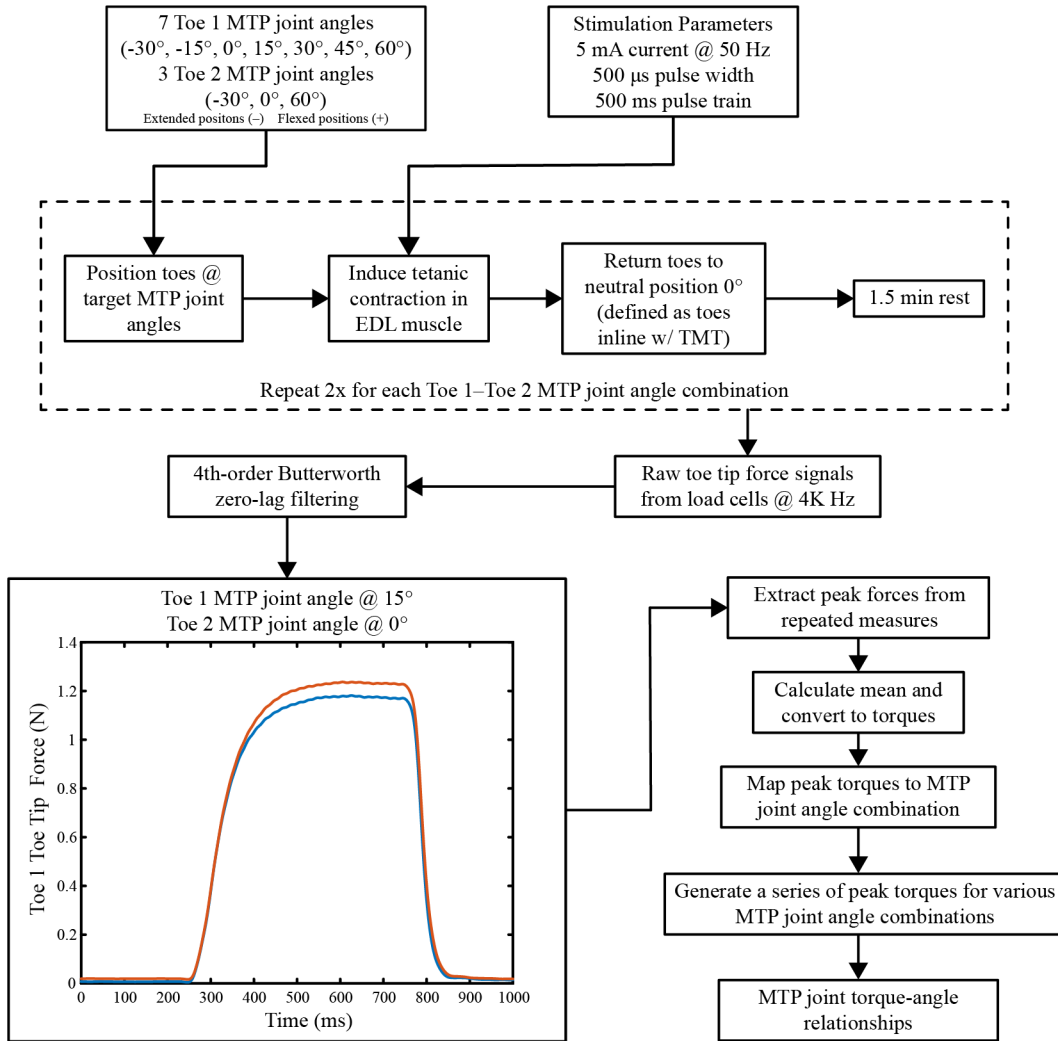 7 Toe 1 MTP joint angles
(-30°, -15°, 0°, 15°, 30°, 45°, 60°)
3 Toe 2 MTP joint angles
(-30°, 0°, 60°)
Extended positons (–) Flexed positions (+)
Stimulation Parameters
5 mA current @ 50 Hz
500 µs pulse width
500 ms pulse train
Position toes @
target MTP joint
angles
Induce tetanic
contraction in
EDL muscle
Return toes to
neutral position 0°
(defined as toes
inline w/ TMT)
1.5 min rest
Repeat 2x for each Toe 1–Toe 2 MTP joint angle combination
Raw toe tip force signals
from load cells @ 4K Hz
4th-order Butterworth
zero-lag filtering
Toe 1 MTP joint angle @ 15°
Toe 2 MTP joint angle @ 0°
Toe 1 Toe Tip Force (N)
1.4
1.2
1
0.8
0.6
0.4
0.2
0
0 100 200 300 400 500 600 700 800 900 1000
Time (ms)
Extract peak forces from
repeated measures
Calculate mean and
convert to torques
Map peak torques to MTP
joint angle combination
Generate a series of peak torques for various
MTP joint angle combinations
MTP joint torque-angle
relationships